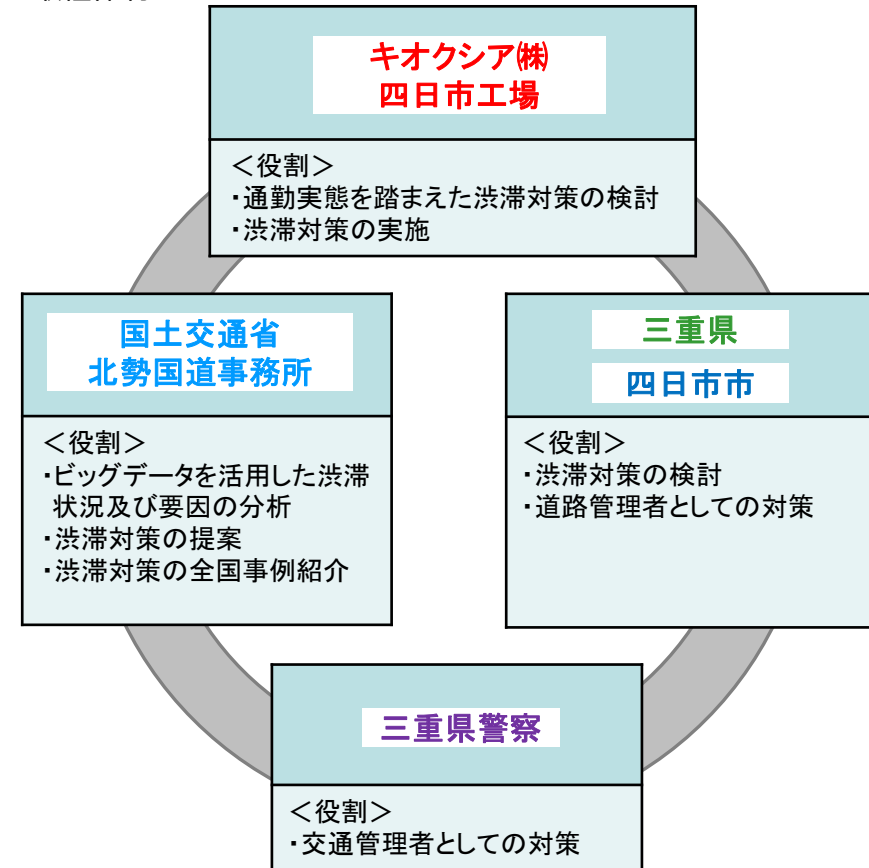 キオクシア㈱
四日市工場
＜役割＞
・通勤実態を踏まえた渋滞対策の検討
・渋滞対策の実施
国土交通省
北勢国道事務所
＜役割＞
・ビッグデータを活用した渋滞
状況及び要因の分析
・渋滞対策の提案
・渋滞対策の全国事例紹介
三重県
四日市市
＜役割＞
・渋滞対策の検討
・道路管理者としての対策
三重県警察
＜役割＞
・交通管理者としての対策